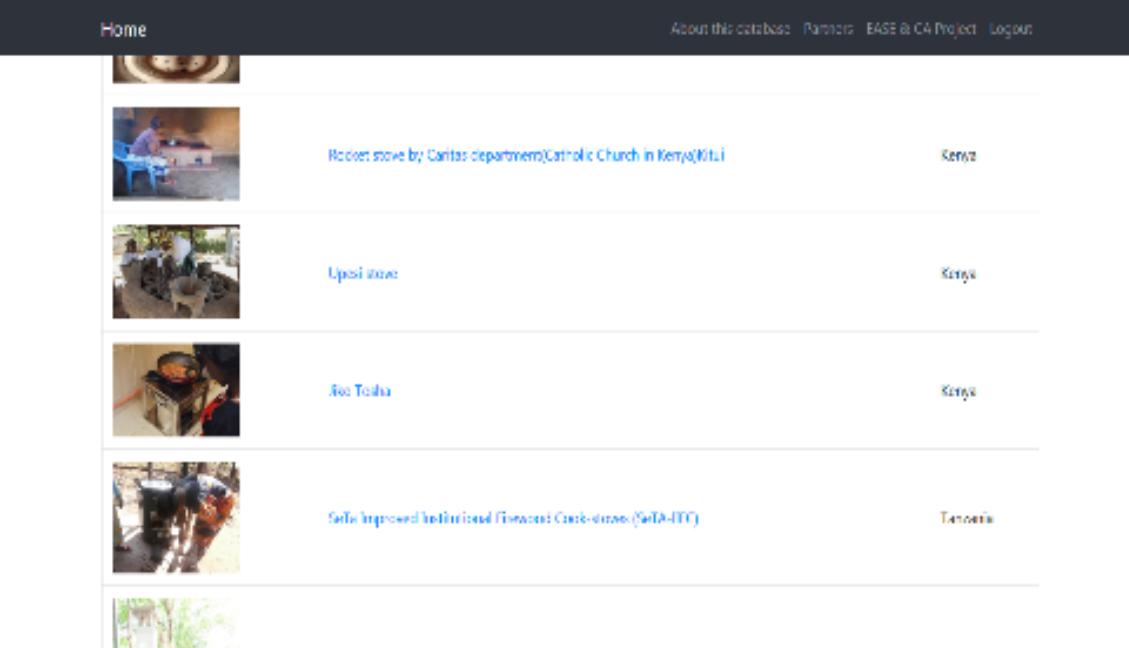 Home
About this database Partners EASE & CA Project Logout
Rocket stove by Caritas department(Catholic Church in Kenya)Kitui
Kenya
Upesi stove
Kenya
Jiko Tosha
Kenya
SeTa Improved Institutional Firewood Cook-stoves (SeTA-IFC)
Tanzania